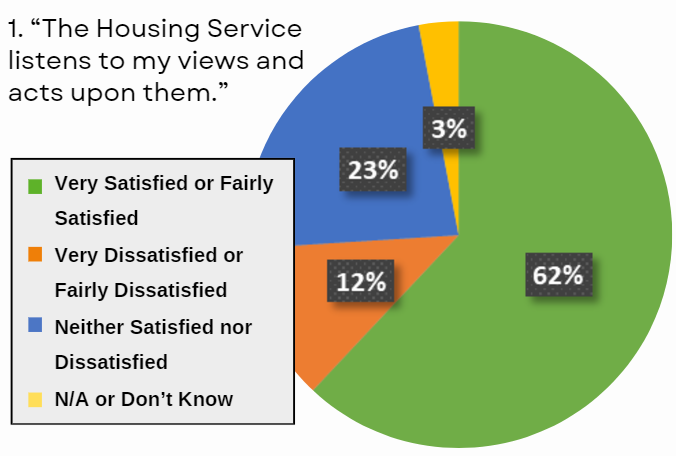 1. “The Housing Service
listens to my views and
acts upon them.”
3%
23%
62%
12%
Very Satisfied or Fairly
Satisfied
Very Dissatisfied or
Fairly Dissatisfied
Neither Satisfied nor
Dissatisfied
N/A or Don’t Know